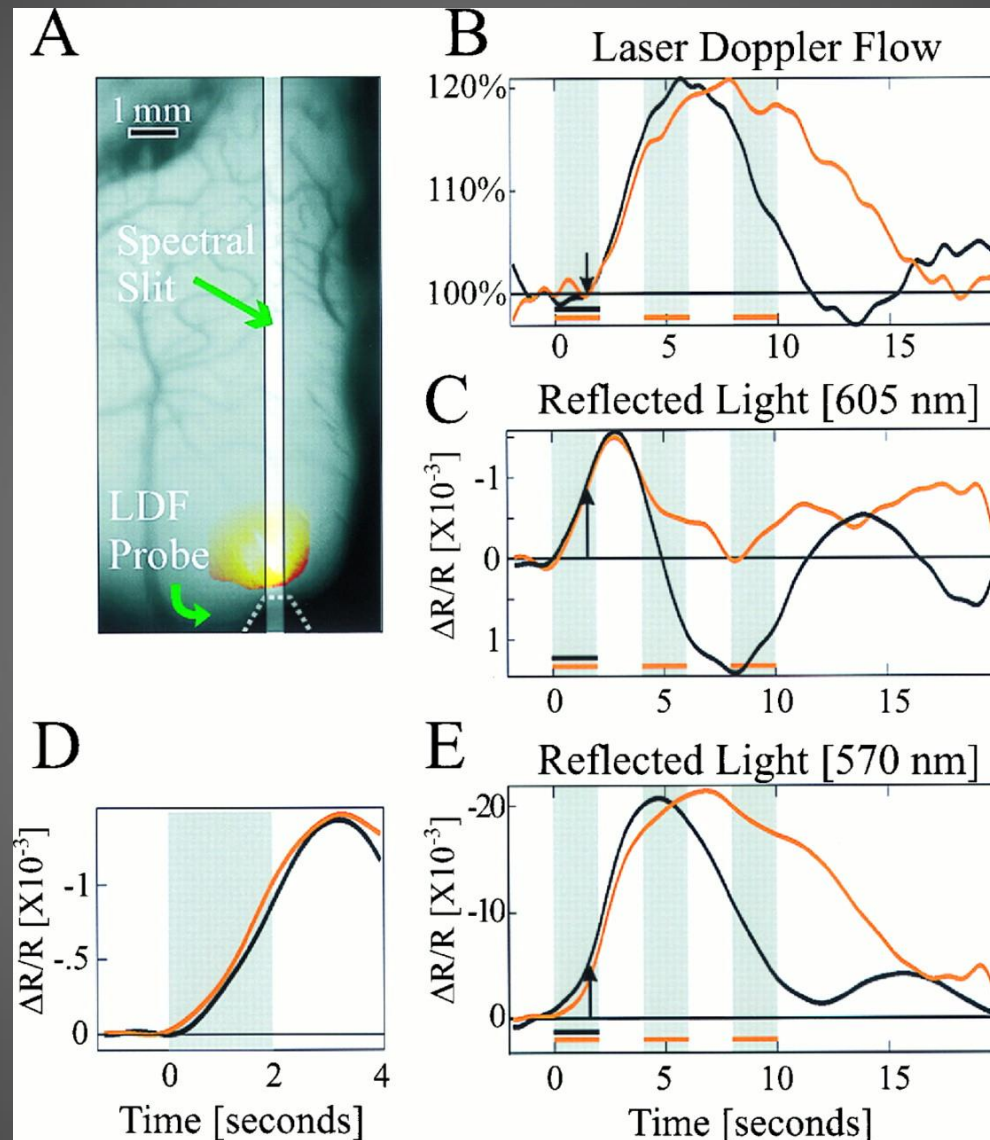 A
1 mm
Spectral
Slit
LDF
Probe
B
Laser Doppler Flow
120%
110%
100%
0
5
10
15
C
Reflected Light [605 nm]
ΔR/R [X10⁻³]
-1
0
1
0
5
10
15
D
ΔR/R [X10⁻³]
-1
-.5
0
0
2
4
Time [seconds]
E
Reflected Light [570 nm]
ΔR/R [X10⁻³]
-20
-10
0
0
5
10
15
Time [seconds]